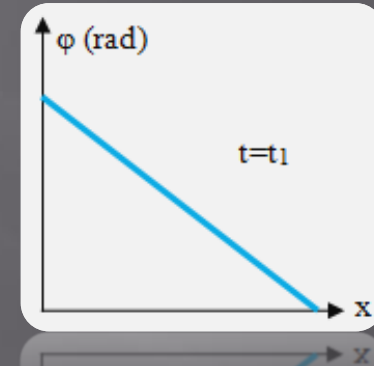 φ (rad)
t=t₁
x